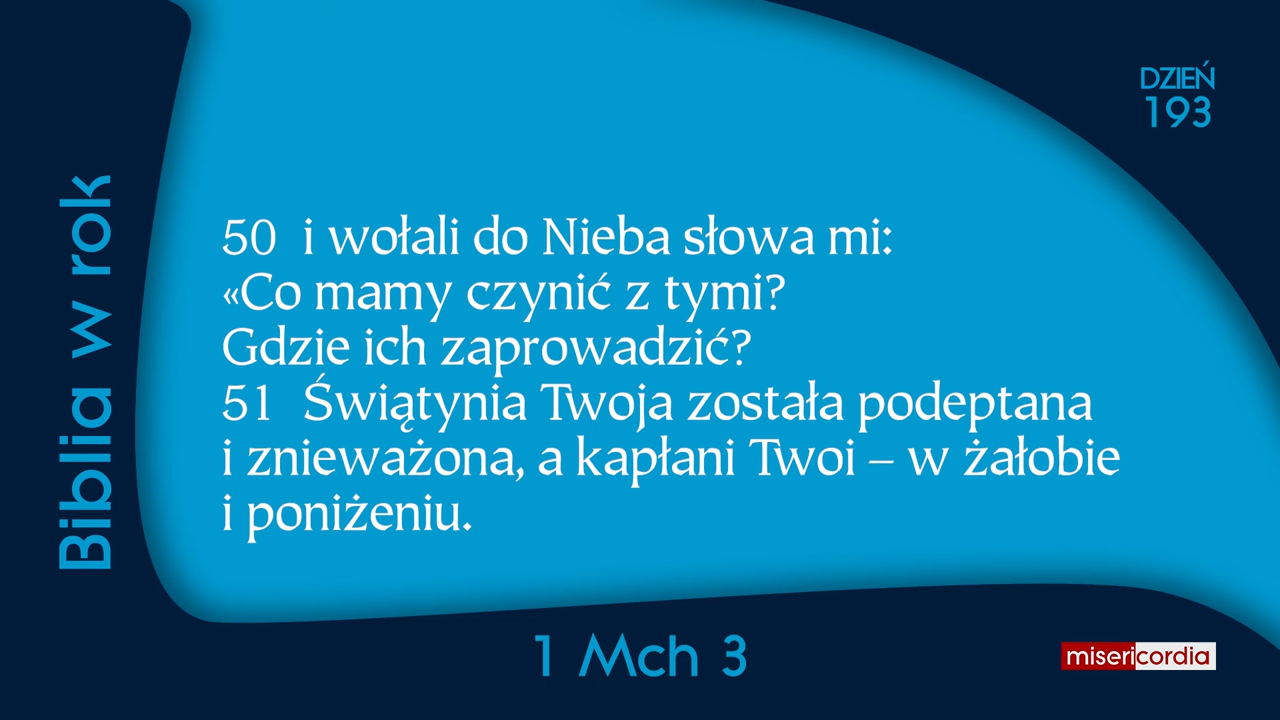 Biblia w rok
DZIEŃ
193
50 i wołali do Nieba słowa mi:
«Co mamy czynić z tymi?
Gdzie ich zaprowadzić?
51 Świątynia Twoja została podeptana
i znieważona, a kapłani Twoi – w żałobie
i poniżeniu.
1 Mch 3
misericordia